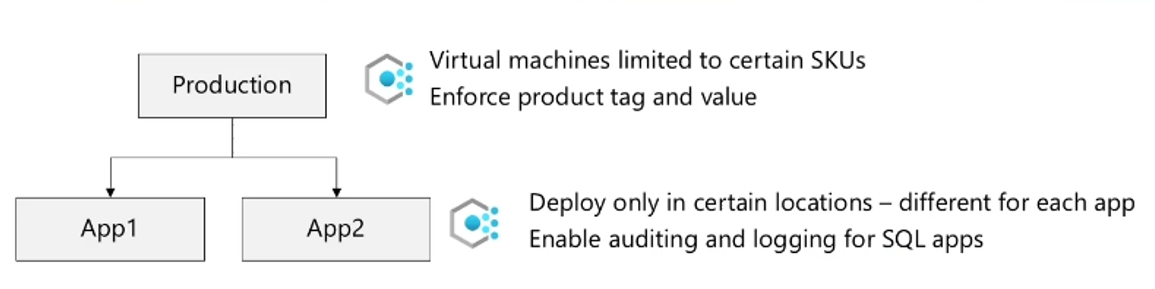 Production
Virtual machines limited to certain SKUs
Enforce product tag and value
App1
App2
Deploy only in certain locations – different for each app
Enable auditing and logging for SQL apps